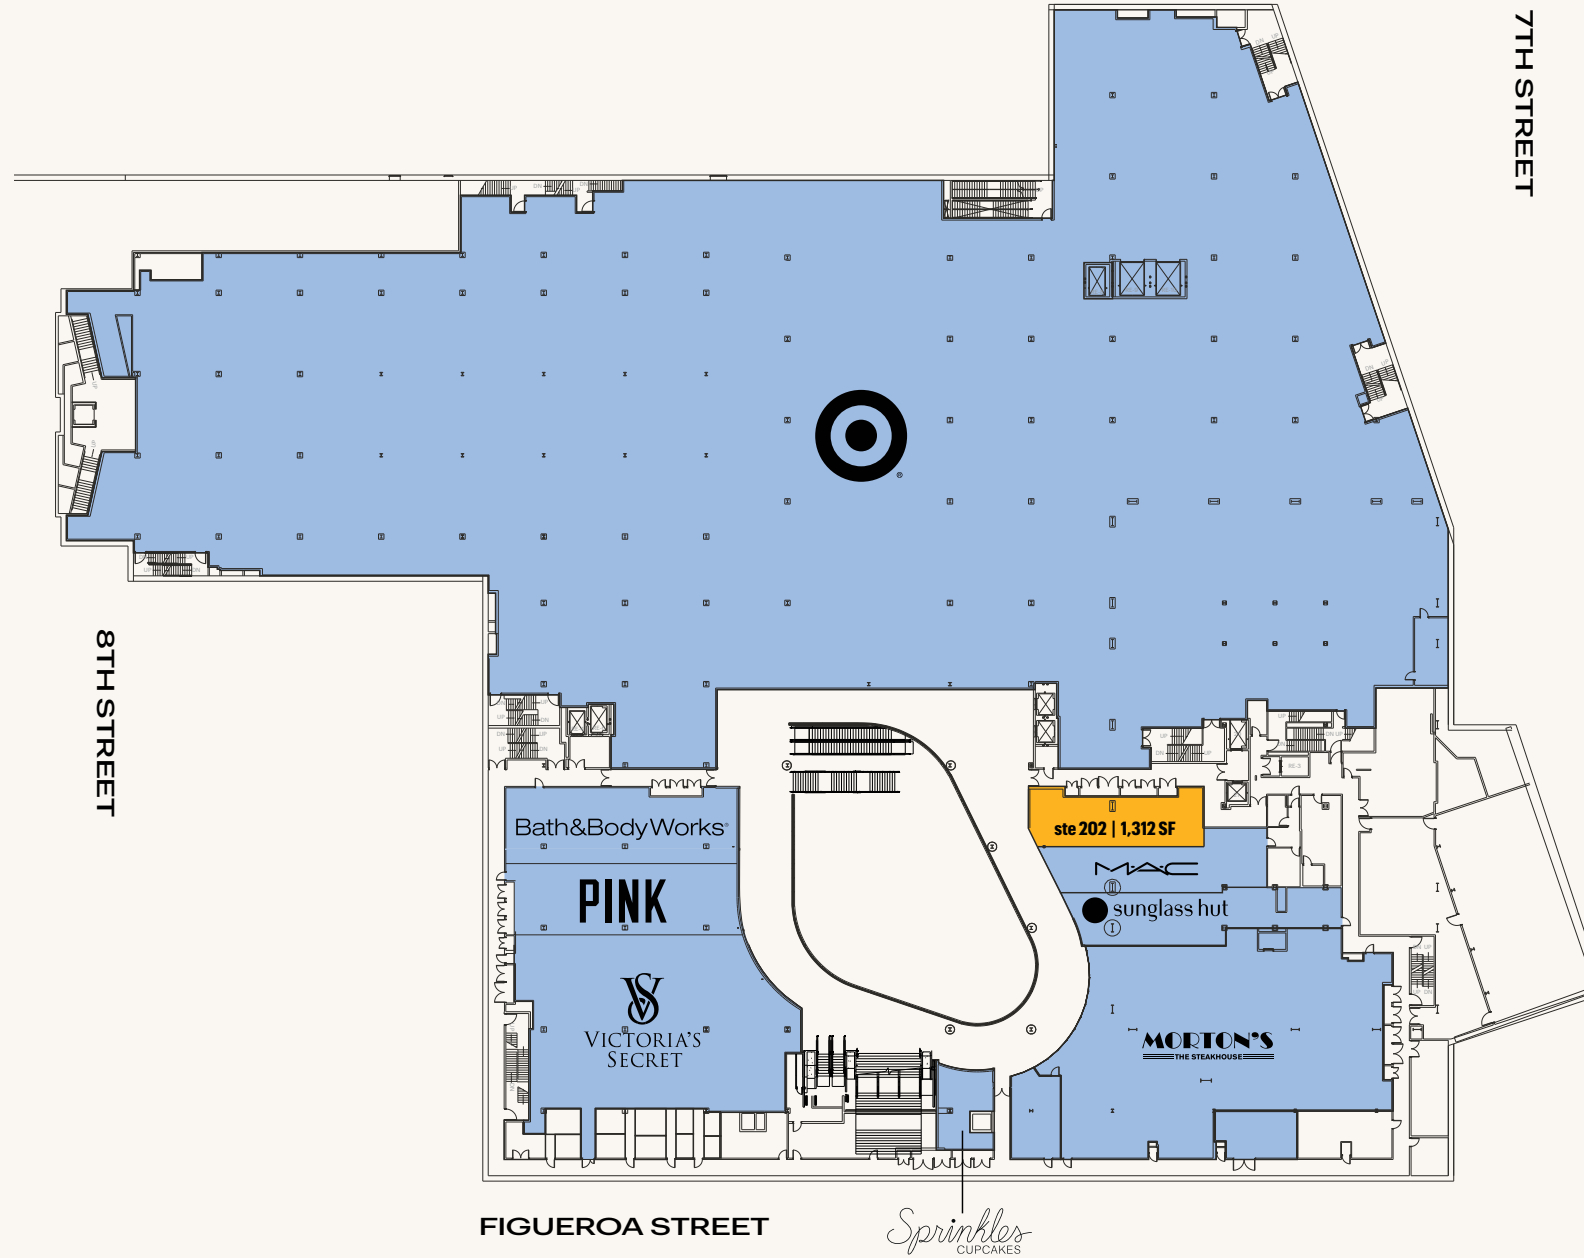 7TH STREET
8TH STREET
®
Bath&BodyWorks®
PINK
VS
VICTORIA'S
SECRET
ste 202 | 1,312 SF
MAC
sunglass hut
MORTON'S
THE STEAKHOUSE
FIGUEROA STREET
Sprinkles
CUPCAKES